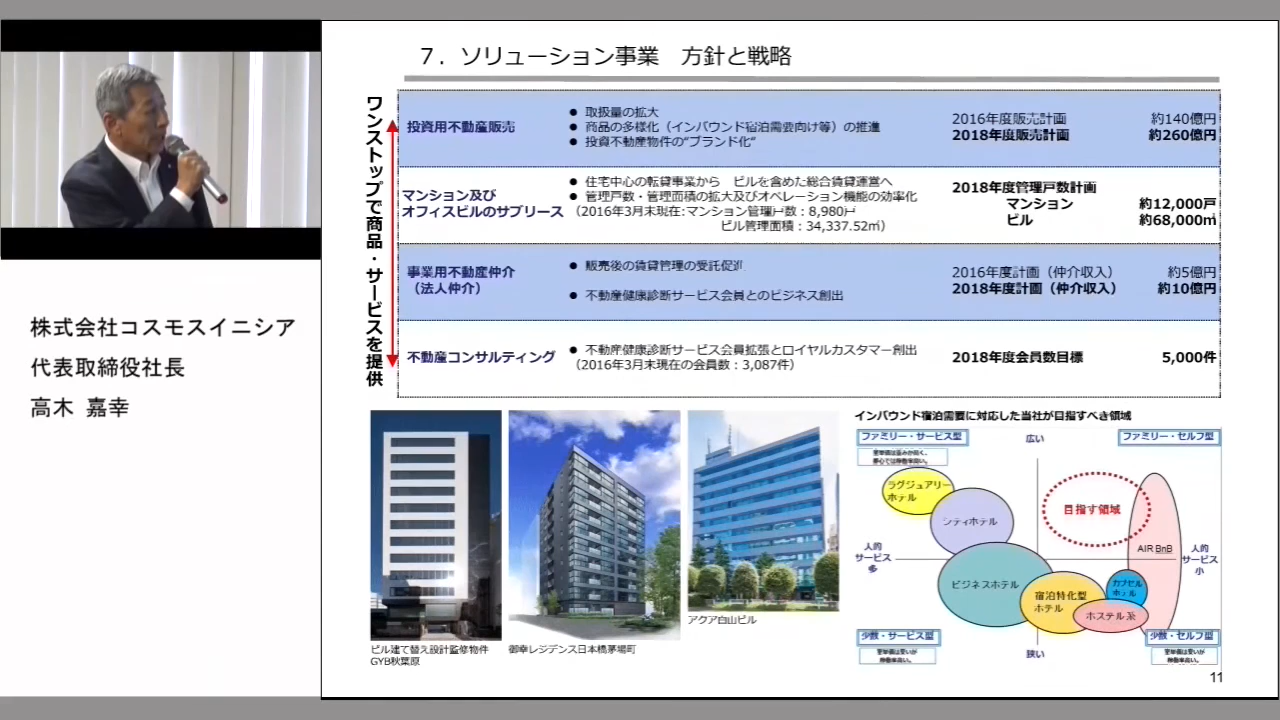 株式会社コスモスイニシア
代表取締役社長
高木 嘉幸
7．ソリューション事業　方針と戦略
ワンストップで商品・サービスを提供
投資用不動産販売
● 取扱量の拡大
● 商品の多様化（インバウンド宿泊需要向け等）の推進
● 投資不動産物件の“ブランド化”
2016年度販売計画　約140億円
2018年度販売計画　約260億円
マンション及び
オフィスビルのサブリース
● 住宅中心の転貸事業から　ビルを含めた総合賃貸運営へ
● 管理戸数・管理面積の拡大及びオペレーション機能の効率化
（2016年3月末現在:マンション管理戸数：8,980戸
ビル管理面積：34,337.52㎡）
2018年度管理戸数計画
マンション　約12,000戸
ビル　約68,000㎡
事業用不動産仲介
（法人仲介）
● 販売後の賃貸管理の受託促進
● 不動産健康診断サービス会員とのビジネス創出
2016年度計画（仲介収入）　約5億円
2018年度計画（仲介収入）　約10億円
不動産コンサルティング
● 不動産健康診断サービス会員拡張とロイヤルカスタマー創出
（2016年3月末現在の会員数：3,087件）
2018年度会員数目標　5,000件
ビル建て替え設計監修物件
GYB秋葉原
御幸レジデンス日本橋茅場町
アクア白山ビル
インバウンド宿泊需要に対応した当社が目指すべき領域
ファミリー・サービス型
広い
ファミリー・セルフ型
ラグジュアリー
ホテル
シティホテル
目指す領域
人的
サービス
多
ビジネスホテル
AIR BnB
人的
サービス
小
宿泊特化型
ホテル
カプセル
ホテル
ホステル系
少数・サービス型
狭い
少数・セルフ型
11